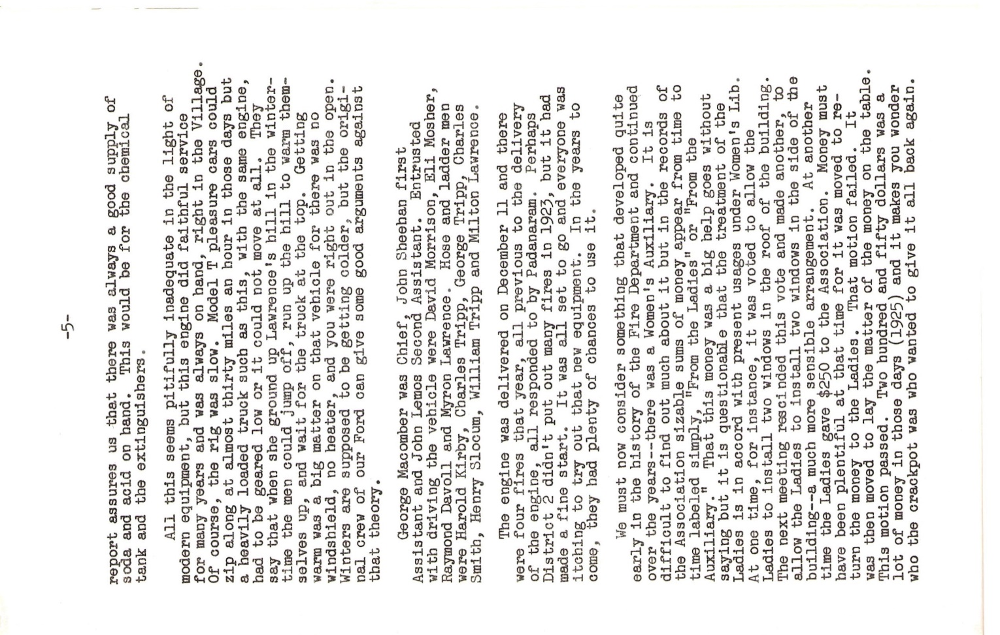 -5-
report assures us that there was always a good supply of
soda and acid on hand. This would be for the chemical
tank and the extinguishers.
All this seems pitifully inadequate in the light of
modern equipment, but this engine did faithful service
for many years and was always on hand, right in the Village.
Of course, the rig was slow. Model T pleasure cars could
zip along at almost thirty miles an hour in those days but
a heavily loaded truck such as this, with the same engine,
had to be geared low or it could not move at all. They
say that when she ground up Lawrence's hill in the winter-
time the men could jump off, run up the hill to warm them-
selves up, and wait for the truck at the top. Getting
warm was a big matter on that vehicle for there was no
windshield, no heater, and you were right out in the open.
Winters are supposed to be getting colder, but the origi-
nal crew of our Ford can give some good arguments against
that theory.
George Macomber was Chief, John Sheehan first
Assistant and John Lemos Second Assistant. Entrusted
with driving the vehicle were David Morrison, Eli Mosher,
Raymond Davoll and Myron Lawrence. Hose and ladder men
were Harold Kirby, Charles Tripp, George Tripp, Charles
Smith, Henry Slocum, William Tripp and Milton Lawrence.
The engine was delivered on December 11 and there
were four fires that year, all previous to the delivery
of the engine, all responded to by Padanaram. Perhaps
District 2 didn't put out many fires in 1923, but it had
made a fine start. It was all set to go and everyone was
itching to try out that new equipment. In the years to
come, they had plenty of chances to use it.
We must now consider something that developed quite
early in the history of the Fire Department and continued
over the years--there was a Women's Auxiliary. It is
difficult to find out much about it but in the records of
the Association sizable sums of money appear from time to
time labeled simply, "From the Ladies" or "From the
Auxiliary." That this money was a big help goes without
saying but it is questionable that the treatment of the
Ladies is in accord with present usages under Women's Lib.
At one time, for instance, it was voted to allow the
Ladies to install two windows in the roof of the building.
The next meeting rescinded this vote and made another, to
allow the Ladies to install two windows in the side of the
building--a much more sensible arrangement. At another
time the Ladies gave $250 to the Association. Money must
have been plentiful at that time for it was moved to re-
turn the money to the Ladies. That motion failed. It
was then moved to lay the matter of the money on the table.
This motion passed. Two hundred and fifty dollars was a
lot of money in those days (1925) and it makes you wonder
who the crackpot was who wanted to give it all back again.